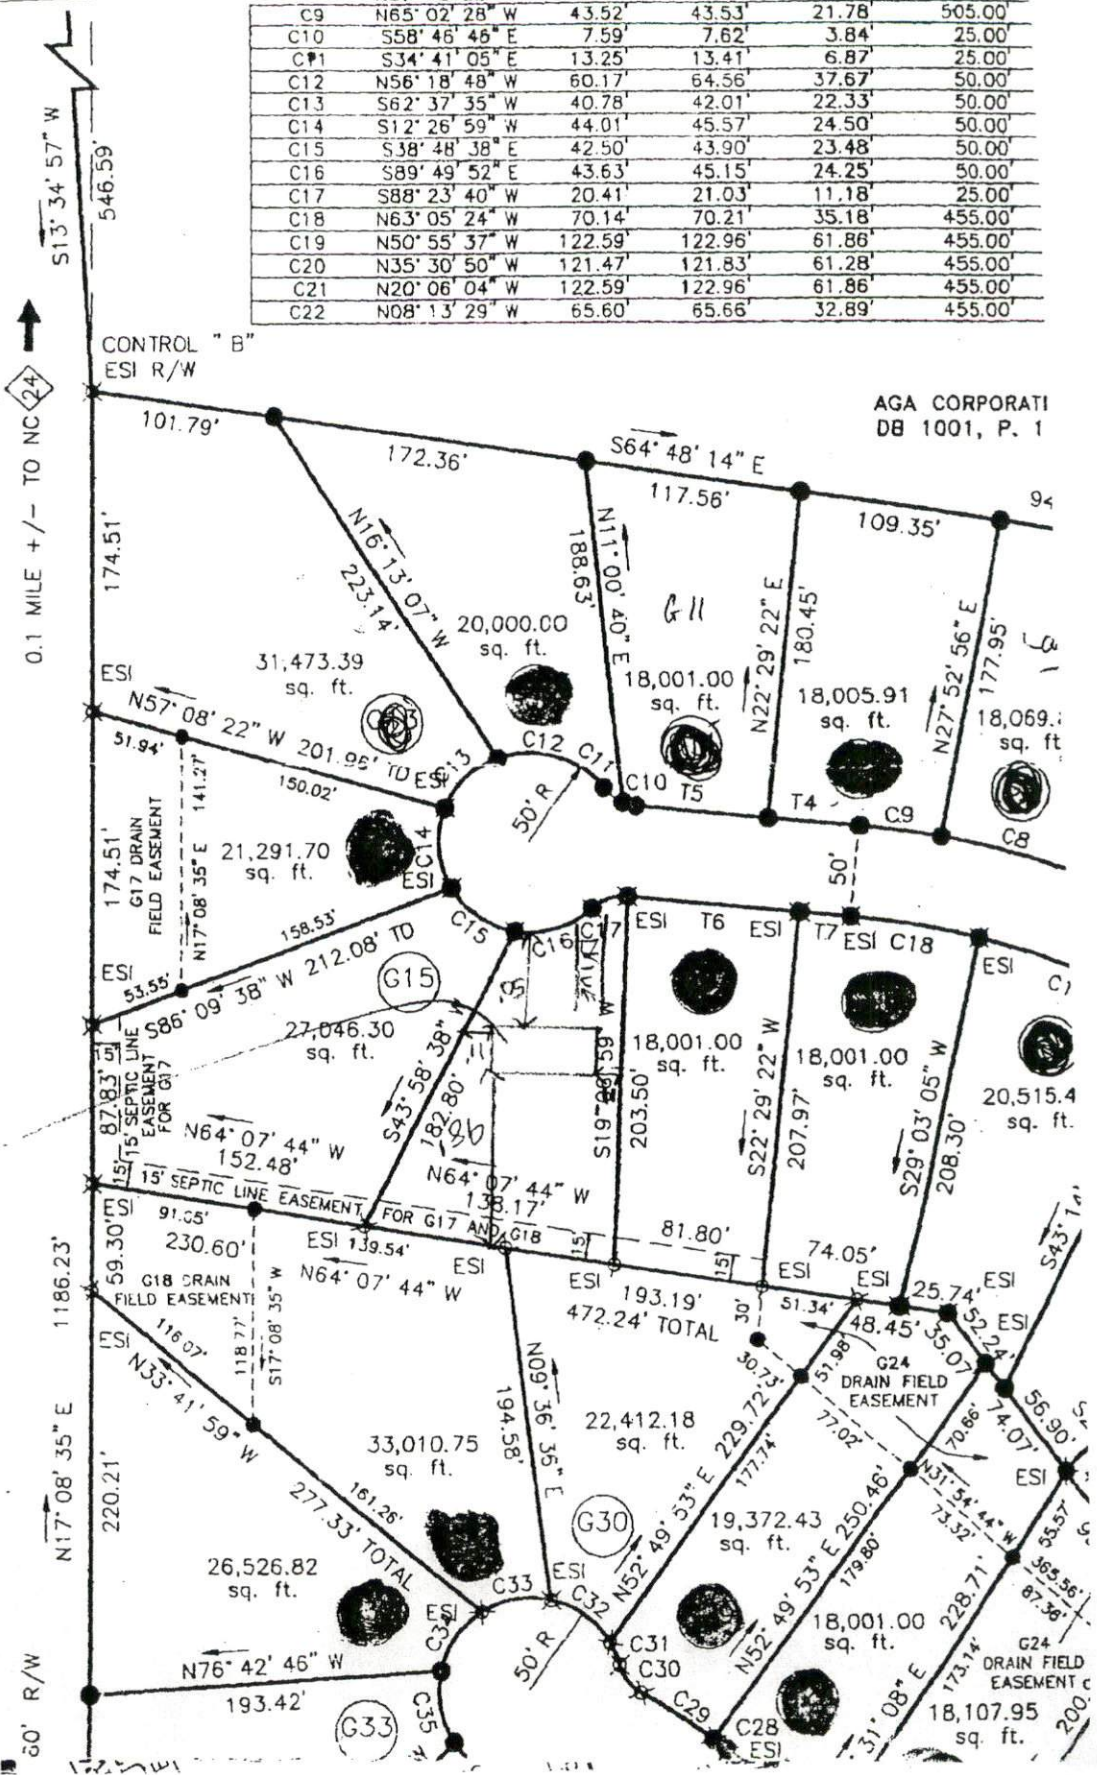 C9 N65° 02' 28" W 43.52' 43.53' 21.78' 505.00'
C10 S58° 46' 46" E 7.59' 7.62' 3.84' 25.00'
C11 S34° 41' 05" E 13.25' 13.41' 6.87' 25.00'
C12 N56° 18' 48" W 60.17' 64.56' 37.67' 50.00'
C13 S62° 37' 35" W 40.78' 42.01' 22.33' 50.00'
C14 S12° 26' 59" W 44.01' 45.57' 24.50' 50.00'
C15 S38° 48' 38" E 42.50' 43.90' 23.48' 50.00'
C16 S89° 49' 52" E 43.63' 45.15' 24.25' 50.00'
C17 S88° 23' 40" W 20.41' 21.03' 11.18' 25.00'
C18 N63° 05' 24" W 70.14' 70.21' 35.18' 455.00'
C19 N50° 55' 37" W 122.59' 122.96' 61.86' 455.00'
C20 N35° 30' 50" W 121.47' 121.83' 61.28' 455.00'
C21 N20° 06' 04" W 122.59' 122.96' 61.86' 455.00'
C22 N08° 13' 29" W 65.60' 65.66' 32.89' 455.00'
S13° 34' 57" W
546.59'
0.1 MILE +/- TO NC 24
CONTROL "B"
ESI R/W
AGA CORPORATI
DB 1001, P. 1
101.79'
172.36'
S64° 48' 14" E
117.56'
109.35'
94
174.51'
N16° 13' 07" W
223.14'
N11° 00' 40" E
188.63'
G11
N22° 29' 22" E
180.45'
N27° 52' 56" E
177.95'
31,473.39
sq. ft.
20,000.00
sq. ft.
18,001.00
sq. ft.
18,005.91
sq. ft.
18,069.
sq. ft
ESI
N57° 08' 22" W 201.96' TO
ESI
51.94'
150.02'
C13
C12
C11
C10
T5
T4
C9
C8
50' R
50'
174.51'
G17 DRAIN
FIELD EASEMENT
141.27'
N17° 08' 35" E
21,291.70
sq. ft.
C14
ESI
C15
C16
C17
ESI
T6
ESI
T7
ESI
C18
ESI
158.53'
S86° 09' 38" W 212.08' TO
53.55'
ESI
G15
27,046.30
sq. ft.
S43° 58' 38" W
182.80'
203.50'
18,001.00
sq. ft.
S22° 29' 22" W
207.97'
18,001.00
sq. ft.
S29° 03' 05" W
208.30'
20,515.4
sq. ft.
15'
87.83'
15' SEPTIC LINE
EASEMENT
FOR G17
N64° 07' 44" W
152.48'
N64° 07' 44" W
138.17'
15'
15' SEPTIC LINE EASEMENT FOR G17 AND G18
15'
81.80'
15'
74.05'
ESI
91.05'
230.60'
ESI
139.54'
N64° 07' 44" W
ESI
ESI
193.19'
472.24' TOTAL
ESI
51.34'
ESI
25.74'
ESI
48.45'
35.07'
52.24'
ESI
30'
30.73'
51.98'
G24
DRAIN FIELD
EASEMENT
74.07'
56.90'
ESI
1186.23'
59.30'
G18 DRAIN
FIELD EASEMENT
118.77'
S17° 08' 35" W
ESI
116.07'
N33° 41' 59" W
N17° 08' 35" E
220.21'
33,010.75
sq. ft.
161.26'
277.33' TOTAL
N09° 36' 35" E
194.58'
22,412.18
sq. ft.
G30
N52° 49' 53" E 229.72'
177.74'
77.02'
70.66'
N31° 54' 44" W
73.32'
19,372.43
sq. ft.
N52° 49' 53" E 250.46'
179.80'
55.57'
365.56'
87.36'
228.71'
173.14'
31' 08" E
18,001.00
sq. ft.
G24
DRAIN FIELD
EASEMENT
18,107.95
sq. ft.
200.
26,526.82
sq. ft.
ESI
C34
C33
ESI
C32
C31
C30
C29
C28
ESI
50' R
N76° 42' 46" W
193.42'
G33
C35
R/W